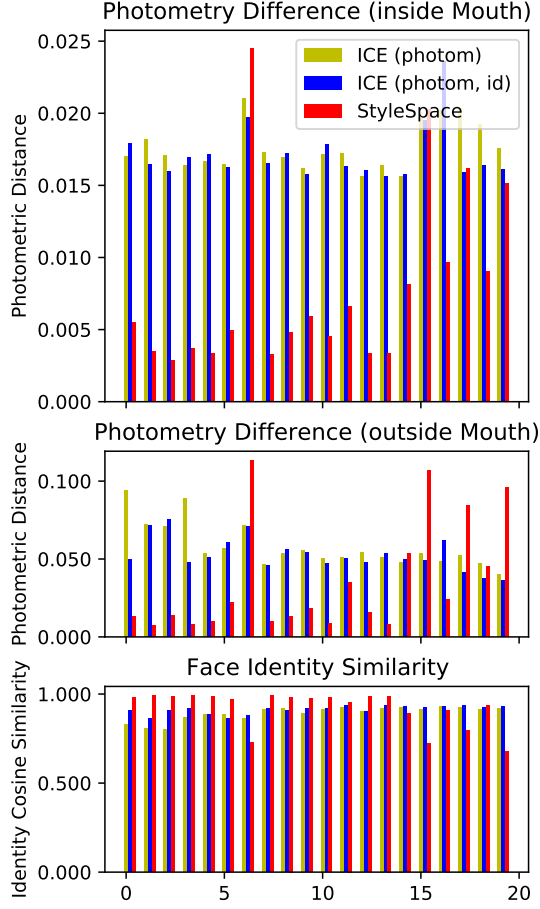 Photometry Difference (inside Mouth)
Photometric Distance
0.025
0.020
0.015
0.010
0.005
0.000
ICE (photom)
ICE (photom, id)
StyleSpace
Photometry Difference (outside Mouth)
Photometric Distance
0.100
0.050
0.000
Face Identity Similarity
Identity Cosine Similarity
1.000
0.500
0.000
0 5 10 15 20